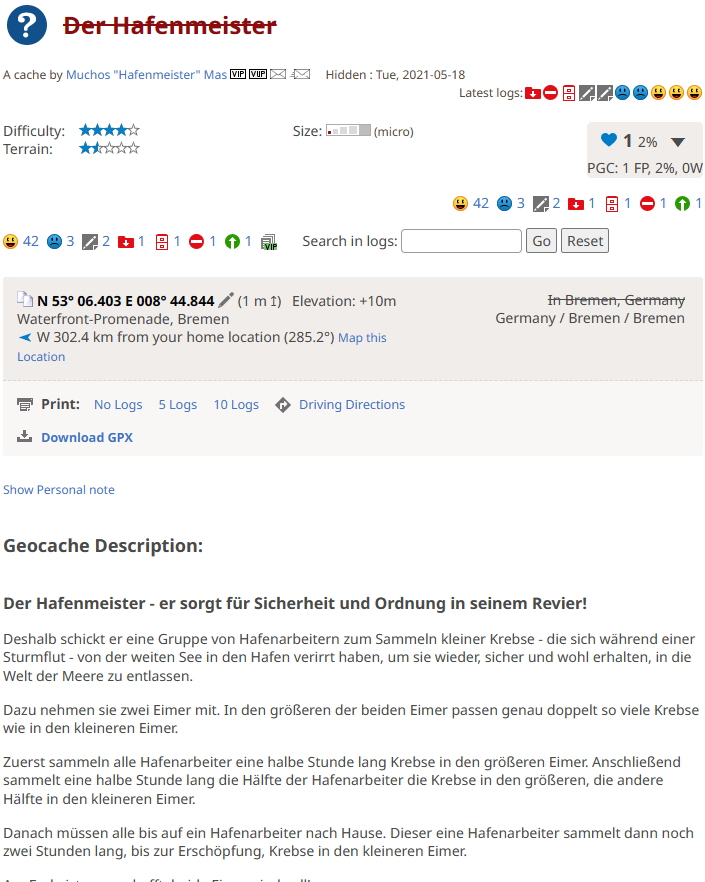 Der Hafenmeister
A cache by Muchos "Hafenmeister" Mas VIP VUP Hidden : Tue, 2021-05-18
Latest logs:
Difficulty:
Size: (micro)
Terrain:
1 2%
PGC: 1 FP, 2%, 0W
42 3 2 1 1 1 1
42 3 2 1 1 1 1 VIP Search in logs: Go Reset
N 53° 06.403 E 008° 44.844 (1 m ↥) Elevation: +10m
In Bremen, Germany
Waterfront-Promenade, Bremen
Germany / Bremen / Bremen
W 302.4 km from your home location (285.2°) Map this
Location
Print: No Logs 5 Logs 10 Logs Driving Directions
Download GPX
Show Personal note
Geocache Description:
Der Hafenmeister - er sorgt für Sicherheit und Ordnung in seinem Revier!
Deshalb schickt er eine Gruppe von Hafenarbeitern zum Sammeln kleiner Krebse - die sich während einer
Sturmflut - von der weiten See in den Hafen verirrt haben, um sie wieder, sicher und wohl erhalten, in die
Welt der Meere zu entlassen.
Dazu nehmen sie zwei Eimer mit. In den größeren der beiden Eimer passen genau doppelt so viele Krebse
wie in den kleineren Eimer.
Zuerst sammeln alle Hafenarbeiter eine halbe Stunde lang Krebse in den größeren Eimer. Anschließend
sammelt eine halbe Stunde lang die Hälfte der Hafenarbeiter die Krebse in den größeren, die andere
Hälfte in den kleineren Eimer.
Danach müssen alle bis auf ein Hafenarbeiter nach Hause. Dieser eine Hafenarbeiter sammelt dann noch
zwei Stunden lang, bis zur Erschöpfung, Krebse in den kleineren Eimer.